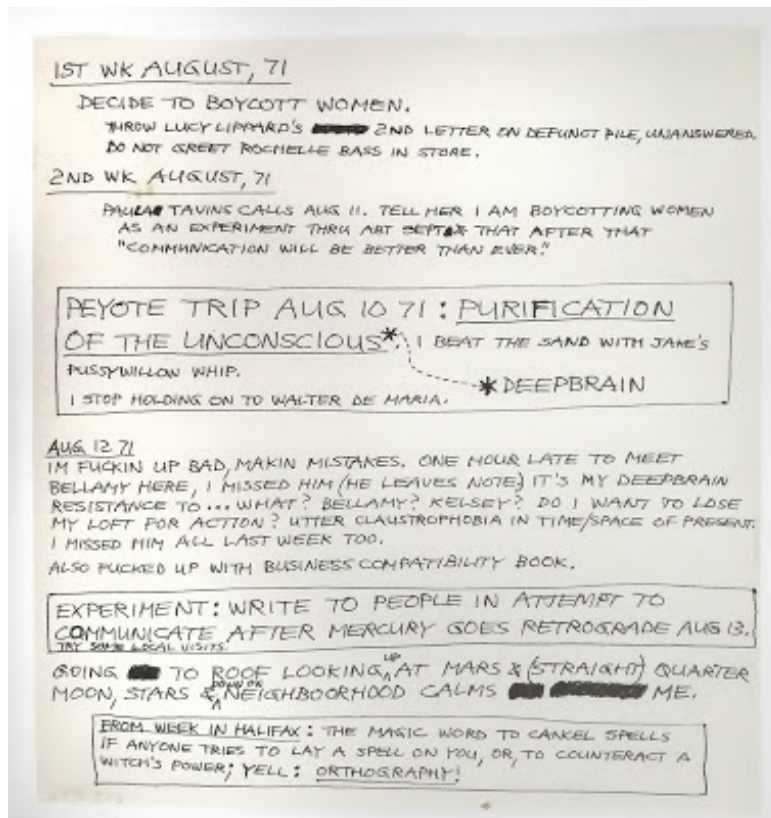 1ST WK AUGUST, 71
DECIDE TO BOYCOTT WOMEN.
THROW LUCY LIPPARD'S 2ND LETTER ON DEFUNCT PILE, UNANSWERED.
DO NOT GREET ROCHELLE BASS IN STORE.
2ND WK AUGUST, 71
PAULA TAVINS CALLS AUG 11. TELL HER I AM BOYCOTTING WOMEN
AS AN EXPERIMENT THRU ABT SEPT THAT AFTER THAT
"COMMUNICATION WILL BE BETTER THAN EVER."
PEYOTE TRIP AUG 10 71 : PURIFICATION
OF THE UNCONSCIOUS*. I BEAT THE SAND WITH JANE'S
PUSSYWILLOW WHIP.
* DEEPBRAIN
I STOP HOLDING ON TO WALTER DE MARIA.
AUG 12 71
IM FUCKIN UP BAD, MAKIN MISTAKES. ONE HOUR LATE TO MEET
BELLAMY HERE, I MISSED HIM (HE LEAVES NOTE) IT'S MY DEEPBRAIN
RESISTANCE TO ... WHAT? BELLAMY? KELSEY? DO I WANT TO LOSE
MY LOFT FOR ACTION? UTTER CLAUSTROPHOBIA IN TIME/SPACE OF PRESENT.
I MISSED HIM ALL LAST WEEK TOO.
ALSO FUCKED UP WITH BUSINESS COMPATIBILITY BOOK.
EXPERIMENT: WRITE TO PEOPLE IN ATTEMPT TO
COMMUNICATE AFTER MERCURY GOES RETROGRADE AUG 13.
TRY SOME LOCAL VISITS.
GOING TO ROOF LOOKING UP AT MARS & (STRAIGHT) QUARTER
MOON, STARS & DOWN ON NEIGHBOORHOOD CALMS ME.
FROM WEEK IN HALIFAX : THE MAGIC WORD TO CANCEL SPELLS
IF ANYONE TRIES TO LAY A SPELL ON YOU, OR, TO COUNTERACT A
WITCH'S POWER; YELL : ORTHOGRAPHY!